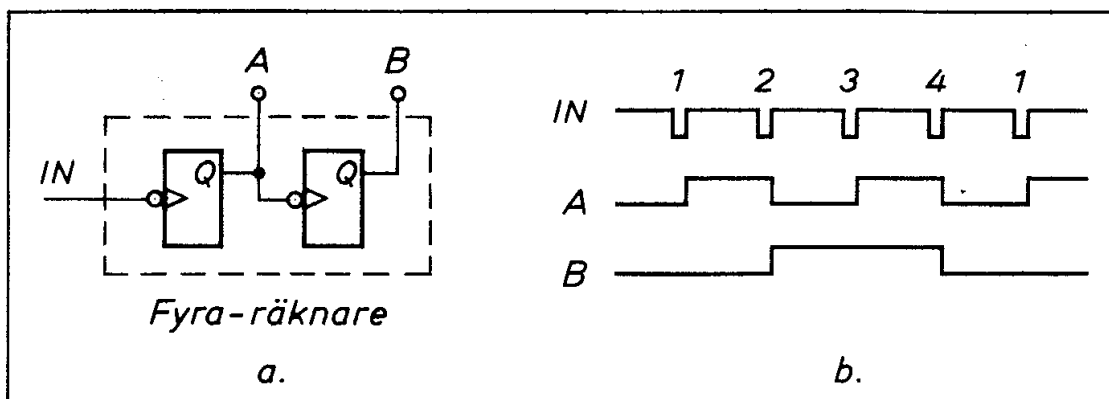 A B
IN Q Q
Fyra-räknare
a.
1 2 3 4 1
IN
A
B
b.